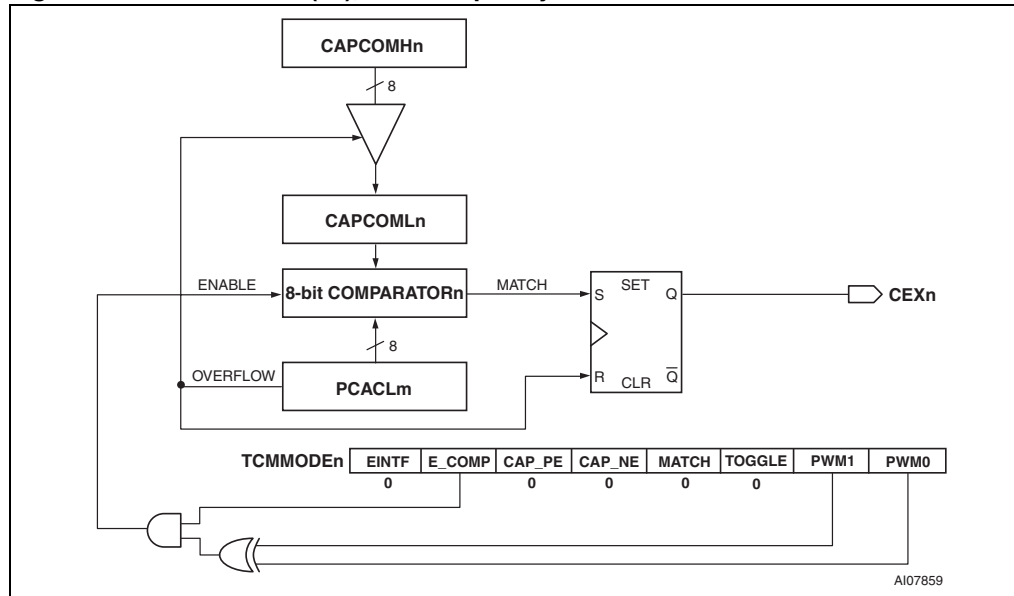 CAPCOMHn
8
CAPCOMLn
ENABLE
8-bit COMPARATORn
MATCH
S
SET
Q
CEXn
8
OVERFLOW
PCACLm
R
CLR
Q
TCMMODEn
EINTF E_COMP CAP_PE CAP_NE MATCH TOGGLE PWM1 PWM0
0 0 0 0 0
AI07859